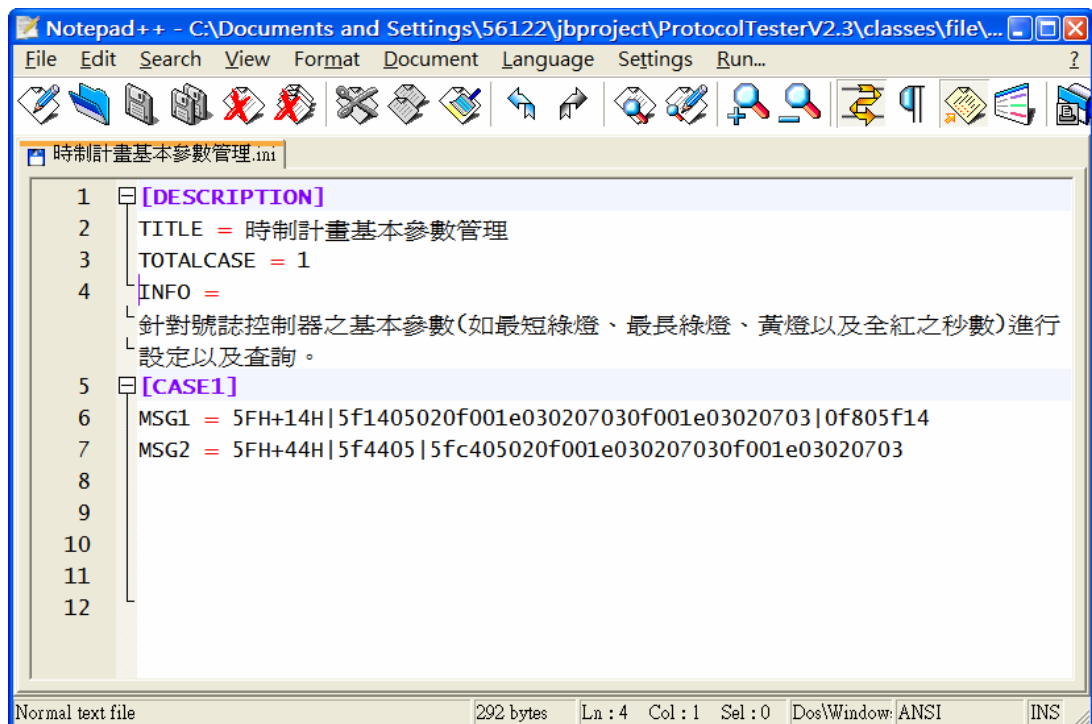 Notepad++ - C:\Documents and Settings\56122\jbproject\ProtocolTesterV2.3\classes\file\...
File Edit Search View Format Document Language Settings Run... ?
時制計畫基本參數管理.ini
1 [DESCRIPTION]
2 TITLE = 時制計畫基本參數管理
3 TOTALCASE = 1
4 INFO =
針對號誌控制器之基本參數(如最短綠燈、最長綠燈、黃燈以及全紅之秒數)進行
設定以及查詢。
5 [CASE1]
6 MSG1 = 5FH+14H|5f1405020f001e030207030f001e03020703|0f805f14
7 MSG2 = 5FH+44H|5f4405|5fc405020f001e030207030f001e03020703
8
9
10
11
12
Normal text file 292 bytes Ln : 4 Col : 1 Sel : 0 Dos\Window: ANSI INS